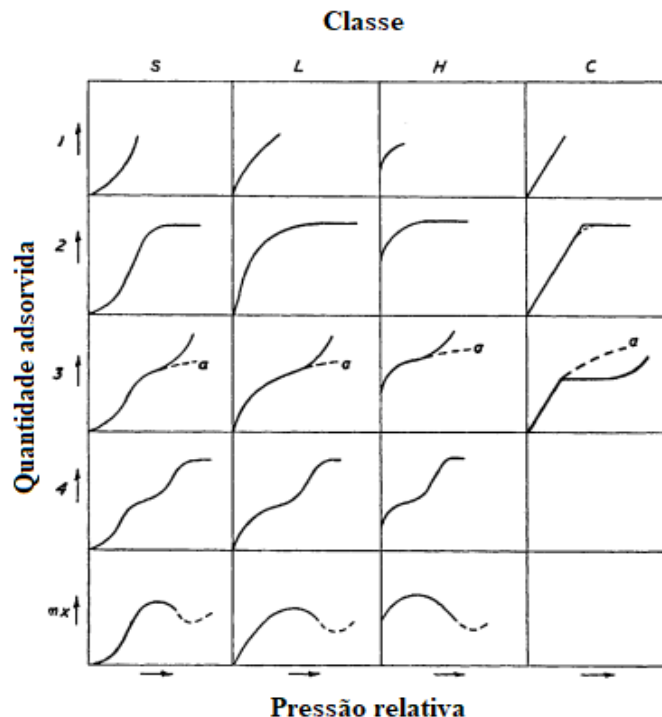 Classe
S L H C
1
2
3 a a a a
4
mx
Quantidade adsorvida
Pressão relativa